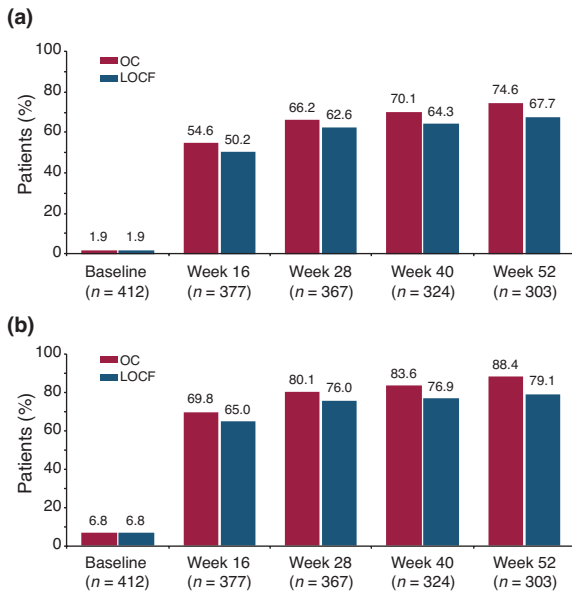 (a)
100
80
60
40
20
0
Patients (%)
OC
LOCF
1.9 1.9
54.6 50.2
66.2 62.6
70.1 64.3
74.6 67.7
Baseline Week 16 Week 28 Week 40 Week 52
(n = 412) (n = 377) (n = 367) (n = 324) (n = 303)
(b)
100
80
60
40
20
0
Patients (%)
OC
LOCF
6.8 6.8
69.8 65.0
80.1 76.0
83.6 76.9
88.4 79.1
Baseline Week 16 Week 28 Week 40 Week 52
(n = 412) (n = 377) (n = 367) (n = 324) (n = 303)